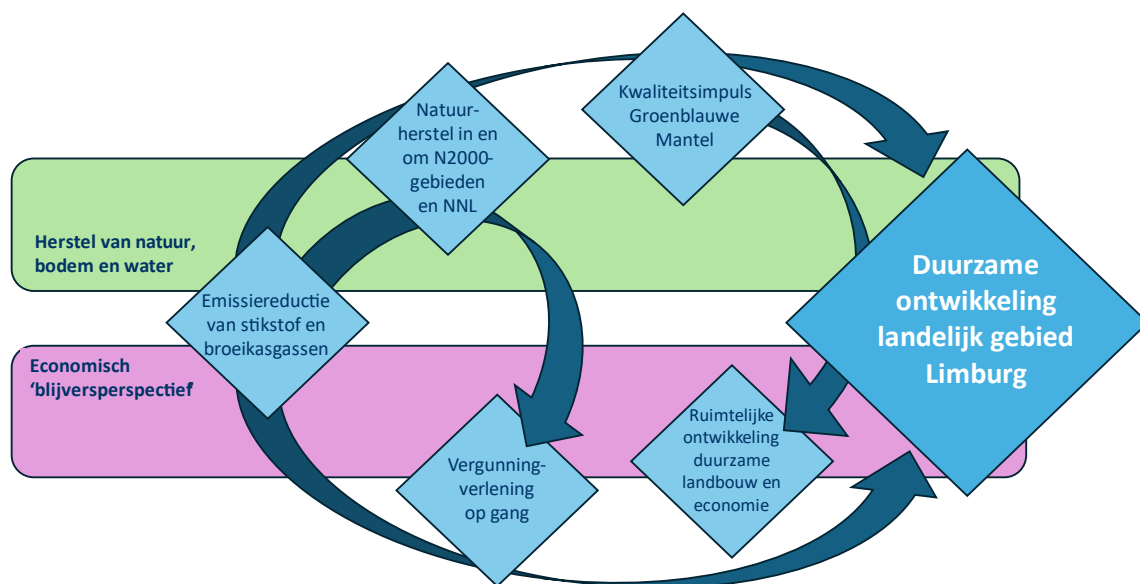 Natuur-
herstel in en
om N2000-
gebieden
en NNL
Kwaliteitsimpuls
Groenblauwe
Mantel
Herstel van natuur,
bodem en water
Emissiereductie
van stikstof en
broeikasgassen
Duurzame
ontwikkeling
landelijk gebied
Limburg
Economisch
‘blijversperspectief’
Vergunning-
verlening
op gang
Ruimtelijke
ontwikkeling
duurzame
landbouw en
economie